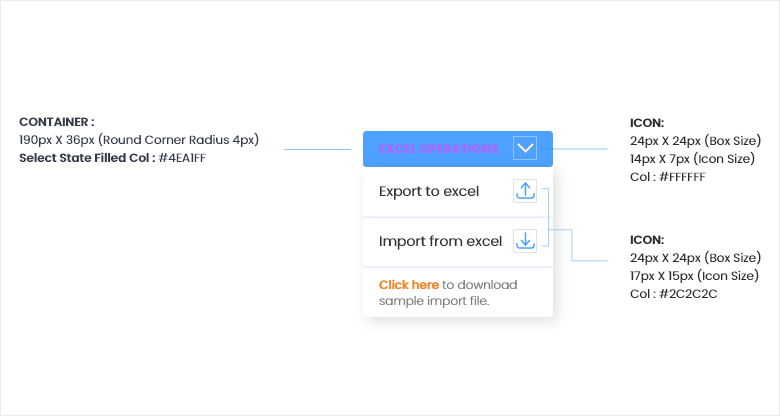 CONTAINER :
190px X 36px (Round Corner Radius 4px)
Select State Filled Col : #4EA1FF
EXCEL OPERATIONS
Export to excel
Import from excel
Click here to download
sample import file.
ICON:
24px X 24px (Box Size)
14px X 7px (Icon Size)
Col : #FFFFFF
ICON:
24px X 24px (Box Size)
17px X 15px (Icon Size)
Col : #2C2C2C